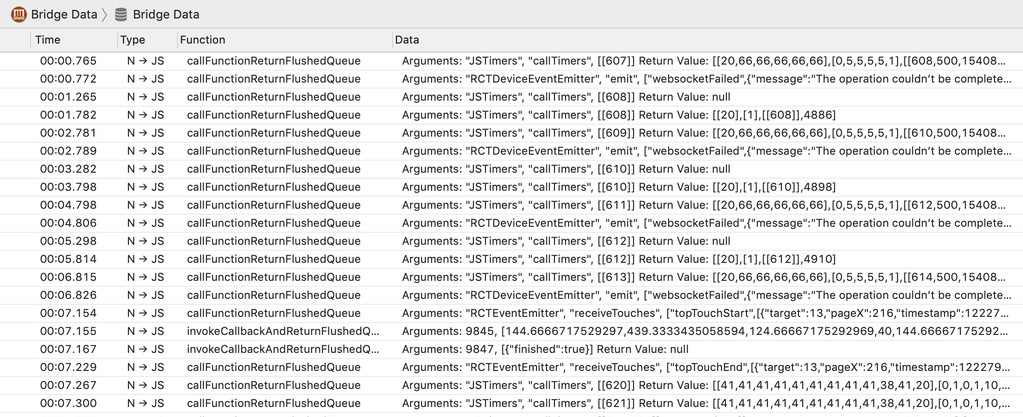 Bridge Data Bridge Data
Time Type Function Data
00:00.765 N → JS callFunctionReturnFlushedQueue Arguments: "JSTimers", "callTimers", [[607]] Return Value: [[20,66,66,66,66,66],[0,5,5,5,5,1],[[608,500,15408...
00:00.772 N → JS callFunctionReturnFlushedQueue Arguments: "RCTDeviceEventEmitter", "emit", ["websocketFailed",{"message":"The operation couldn't be complete...
00:01.265 N → JS callFunctionReturnFlushedQueue Arguments: "JSTimers", "callTimers", [[608]] Return Value: null
00:01.782 N → JS callFunctionReturnFlushedQueue Arguments: "JSTimers", "callTimers", [[608]] Return Value: [[20],[1],[[608]],4886]
00:02.781 N → JS callFunctionReturnFlushedQueue Arguments: "JSTimers", "callTimers", [[609]] Return Value: [[20,66,66,66,66,66],[0,5,5,5,5,1],[[610,500,15408...
00:02.789 N → JS callFunctionReturnFlushedQueue Arguments: "RCTDeviceEventEmitter", "emit", ["websocketFailed",{"message":"The operation couldn't be complete...
00:03.282 N → JS callFunctionReturnFlushedQueue Arguments: "JSTimers", "callTimers", [[610]] Return Value: null
00:03.798 N → JS callFunctionReturnFlushedQueue Arguments: "JSTimers", "callTimers", [[610]] Return Value: [[20],[1],[[610]],4898]
00:04.798 N → JS callFunctionReturnFlushedQueue Arguments: "JSTimers", "callTimers", [[611]] Return Value: [[20,66,66,66,66,66],[0,5,5,5,5,1],[[612,500,15408...
00:04.806 N → JS callFunctionReturnFlushedQueue Arguments: "RCTDeviceEventEmitter", "emit", ["websocketFailed",{"message":"The operation couldn't be complete...
00:05.298 N → JS callFunctionReturnFlushedQueue Arguments: "JSTimers", "callTimers", [[612]] Return Value: null
00:05.814 N → JS callFunctionReturnFlushedQueue Arguments: "JSTimers", "callTimers", [[612]] Return Value: [[20],[1],[[612]],4910]
00:06.815 N → JS callFunctionReturnFlushedQueue Arguments: "JSTimers", "callTimers", [[613]] Return Value: [[20,66,66,66,66,66],[0,5,5,5,5,1],[[614,500,15408...
00:06.826 N → JS callFunctionReturnFlushedQueue Arguments: "RCTDeviceEventEmitter", "emit", ["websocketFailed",{"message":"The operation couldn't be complete...
00:07.154 N → JS callFunctionReturnFlushedQueue Arguments: "RCTEventEmitter", "receiveTouches", ["topTouchStart",[{"target":13,"pageX":216,"timestamp":12227...
00:07.155 N → JS invokeCallbackAndReturnFlushedQ... Arguments: 9845, [144.66667175292​97,439.3333435058594,124.66667175292969,40,144.6666717529​2...
00:07.167 N → JS invokeCallbackAndReturnFlushedQ... Arguments: 9847, [{"finished":true}] Return Value: null
00:07.229 N → JS callFunctionReturnFlushedQueue Arguments: "RCTEventEmitter", "receiveTouches", ["topTouchEnd",[{"target":13,"pageX":216,"timestamp":122279...
00:07.267 N → JS callFunctionReturnFlushedQueue Arguments: "JSTimers", "callTimers", [[620]] Return Value: [[41,41,41,41,41,41,41,41,41,38,41,20],[0,1,0,1,10,...
00:07.300 N → JS callFunctionReturnFlushedQueue Arguments: "JSTimers", "callTimers", [[621]] Return Value: [[41,41,41,41,41,41,41,41,41,38,41,20],[0,1,0,1,10,...